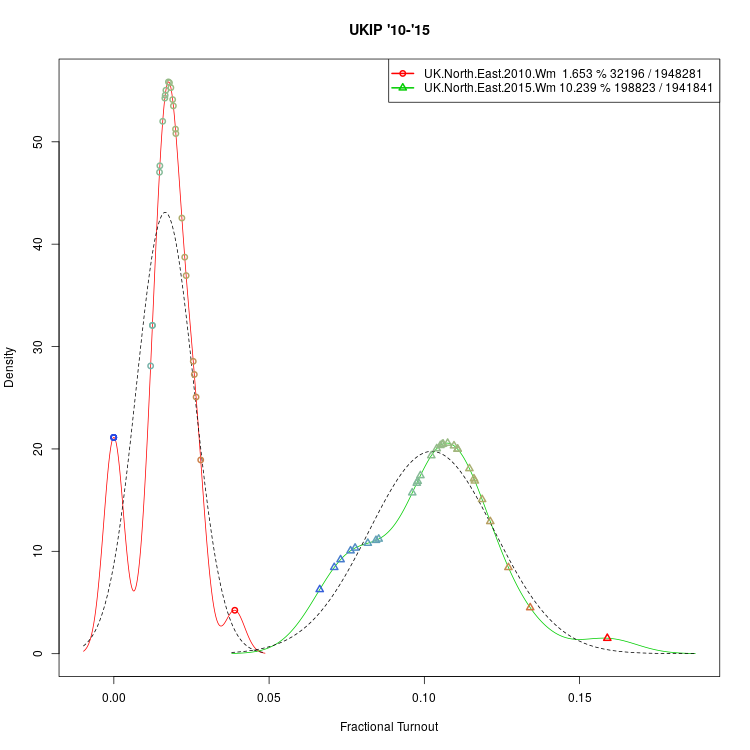 UKIP '10-'15
UK.North.East.2010.Wm 1.653 % 32196 / 1948281
UK.North.East.2015.Wm 10.239 % 198823 / 1941841
50
40
30
20
10
0
Density
0.00 0.05 0.10 0.15
Fractional Turnout